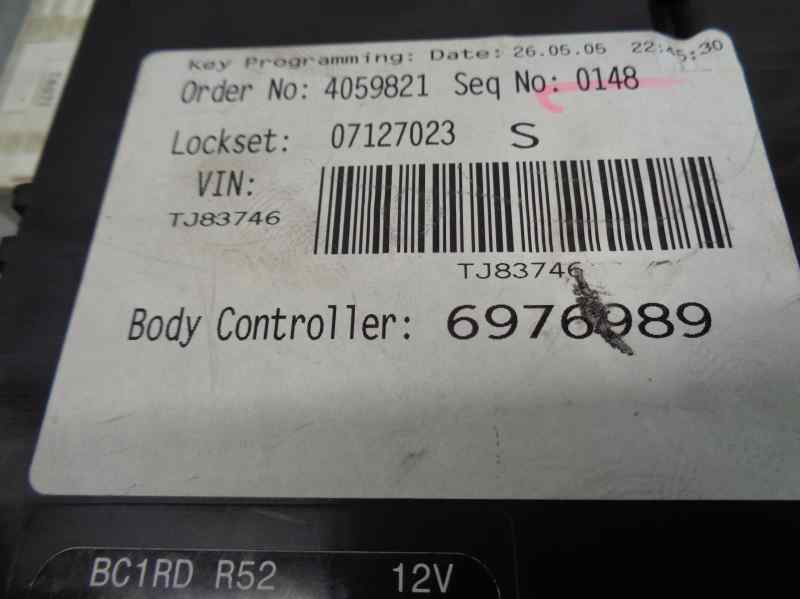 Key Programming: Date: 26.05.05 22:45:30
Order No: 4059821 Seq No: 0148
Lockset: 07127023 S
VIN:
TJ83746
TJ83746
Body Controller: 6976989
BC1RD R52 12V